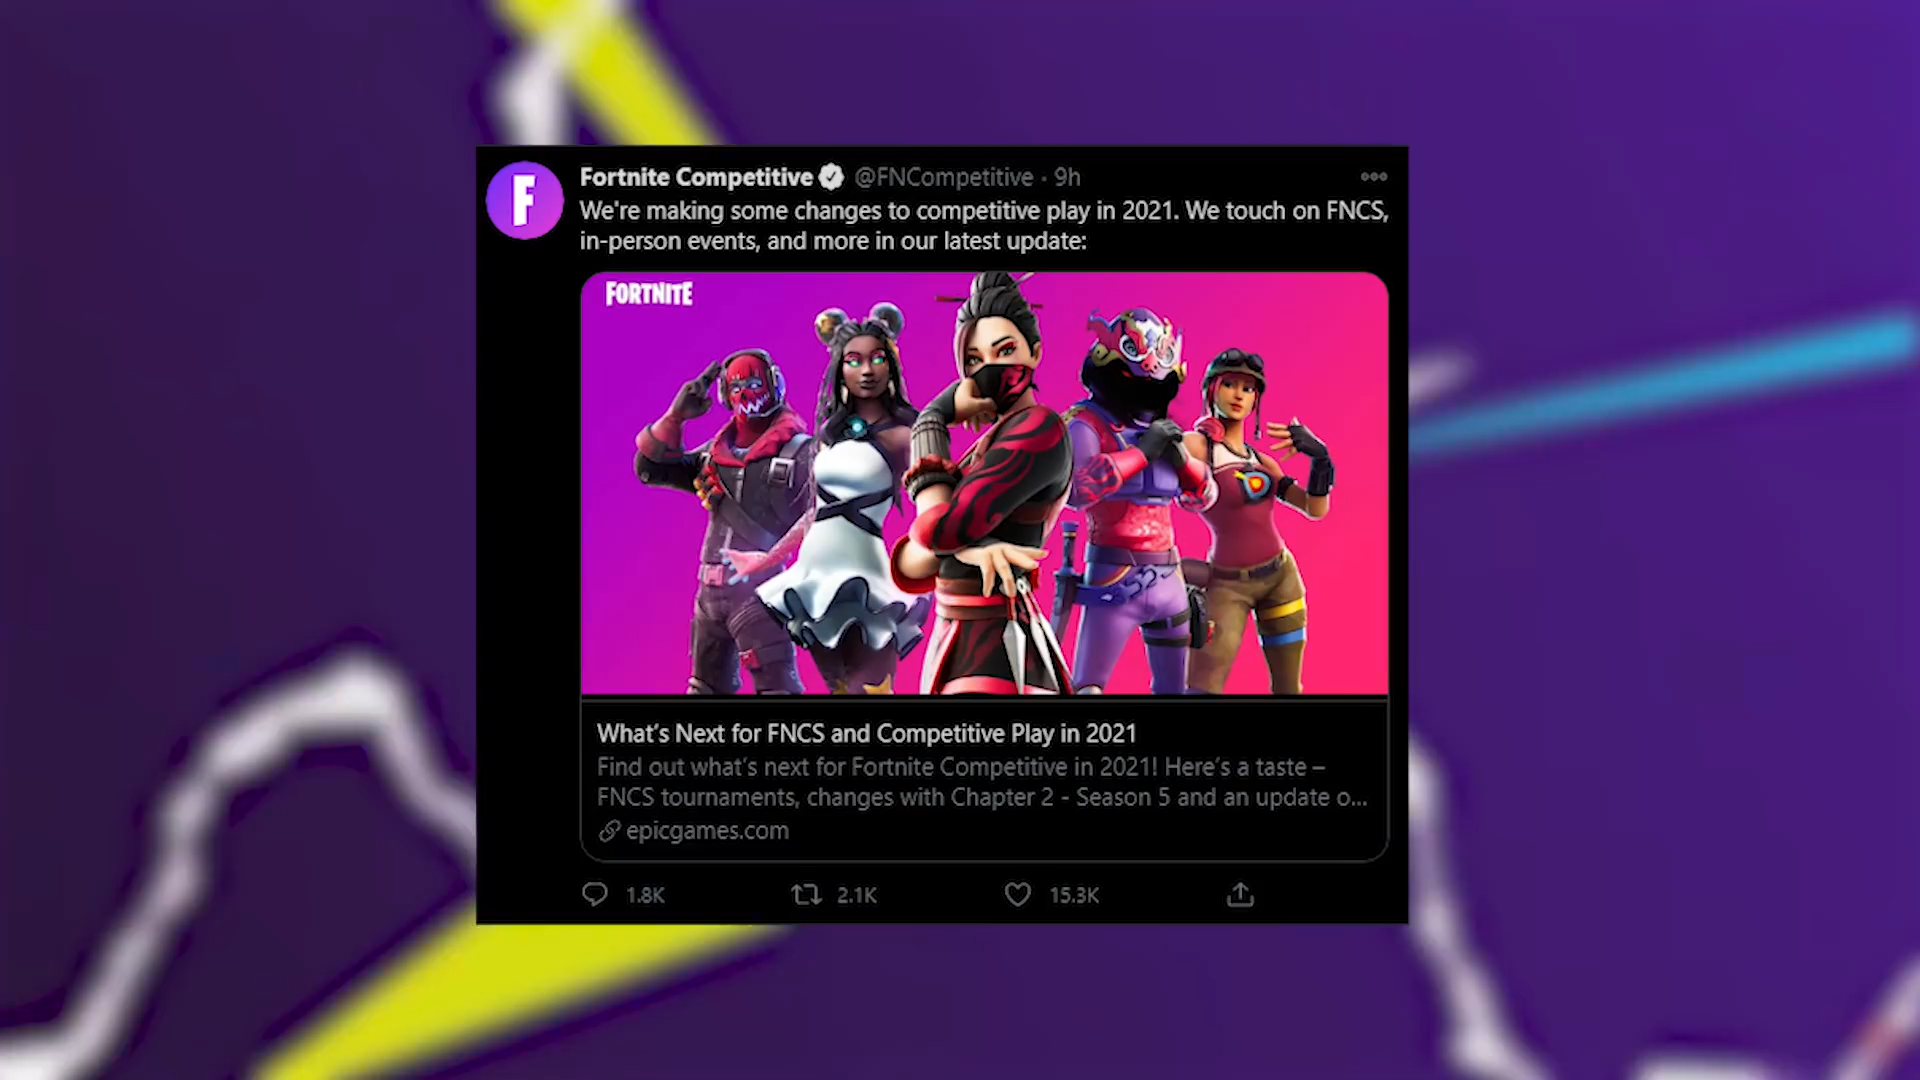 Fortnite Competitive @FNCompetitive · 9h
We're making some changes to competitive play in 2021. We touch on FNCS,
in-person events, and more in our latest update:
FORTNITE
What's Next for FNCS and Competitive Play in 2021
Find out what's next for Fortnite Competitive in 2021! Here's a taste –
FNCS tournaments, changes with Chapter 2 - Season 5 and an update o...
epicgames.com
1.8K 2.1K 15.3K